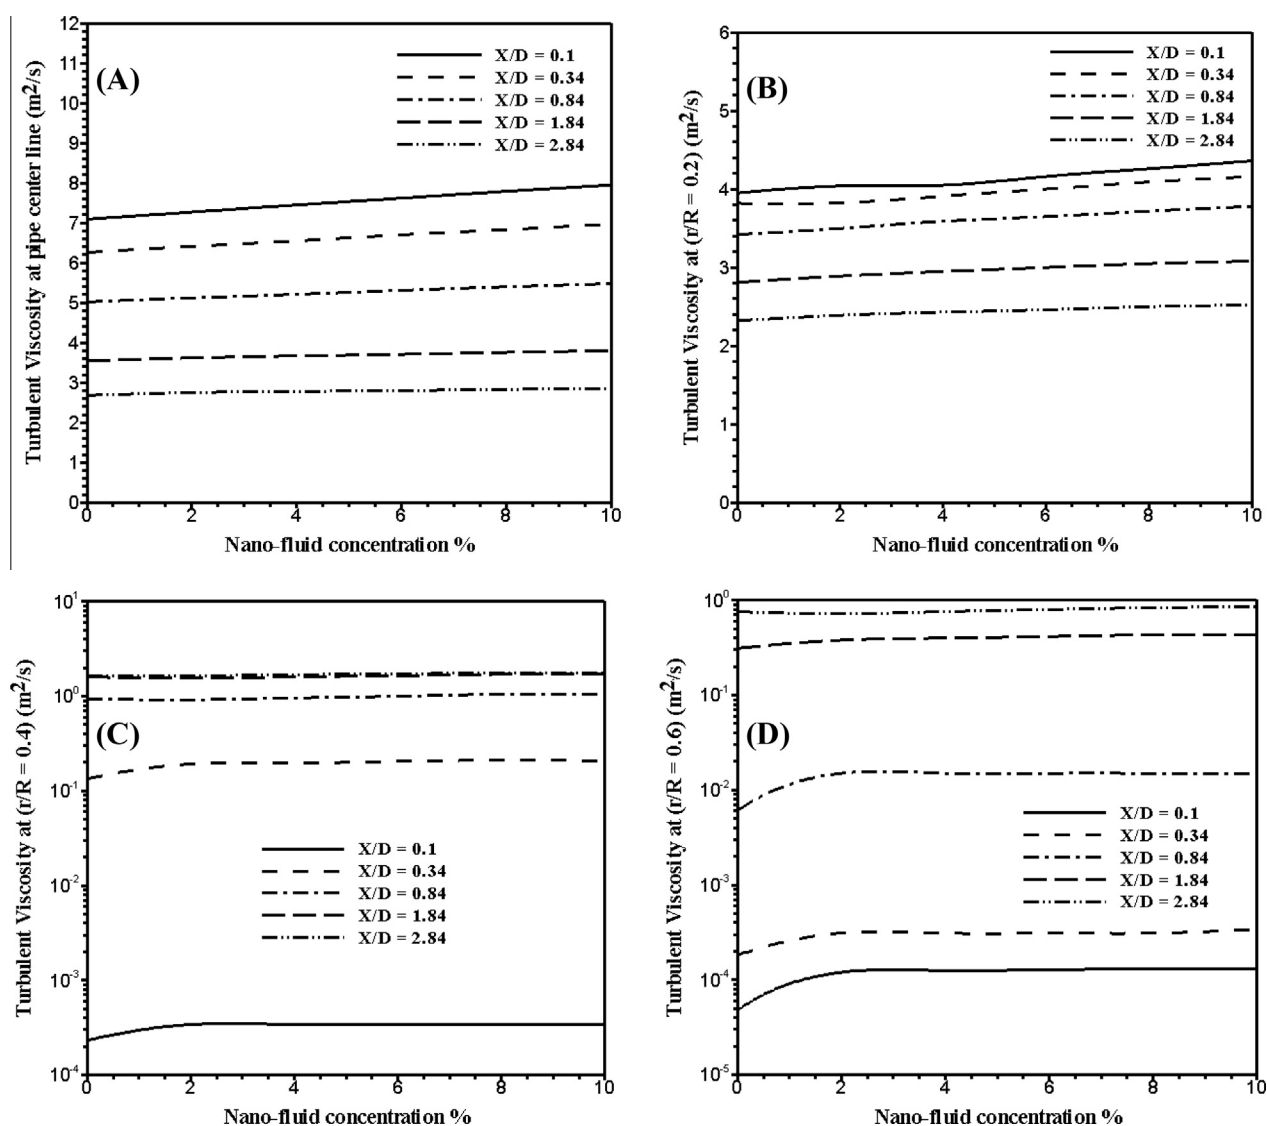 (A)
Turbulent Viscosity at pipe center line (m²/s)
12
11
10
9
8
7
6
5
4
3
2
1
0
X/D = 0.1
X/D = 0.34
X/D = 0.84
X/D = 1.84
X/D = 2.84
0 2 4 6 8 10
Nano-fluid concentration %
(B)
Turbulent Viscosity at (r/R = 0.2) (m²/s)
6
5
4
3
2
1
0
X/D = 0.1
X/D = 0.34
X/D = 0.84
X/D = 1.84
X/D = 2.84
0 2 4 6 8 10
Nano-fluid concentration %
(C)
Turbulent Viscosity at (r/R = 0.4) (m²/s)
10¹
10⁰
10⁻¹
10⁻²
10⁻³
10⁻⁴
X/D = 0.1
X/D = 0.34
X/D = 0.84
X/D = 1.84
X/D = 2.84
0 2 4 6 8 10
Nano-fluid concentration %
(D)
Turbulent Viscosity at (r/R = 0.6) (m²/s)
10⁰
10⁻¹
10⁻²
10⁻³
10⁻⁴
10⁻⁵
X/D = 0.1
X/D = 0.34
X/D = 0.84
X/D = 1.84
X/D = 2.84
0 2 4 6 8 10
Nano-fluid concentration %